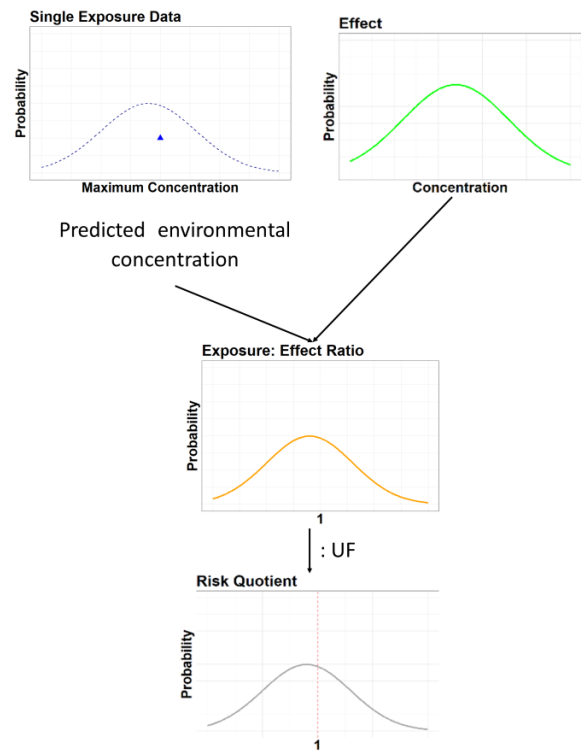 Single Exposure Data
Probability
Maximum Concentration
Effect
Probability
Concentration
Predicted environmental
concentration
Exposure: Effect Ratio
Probability
1
: UF
Risk Quotient
Probability
1